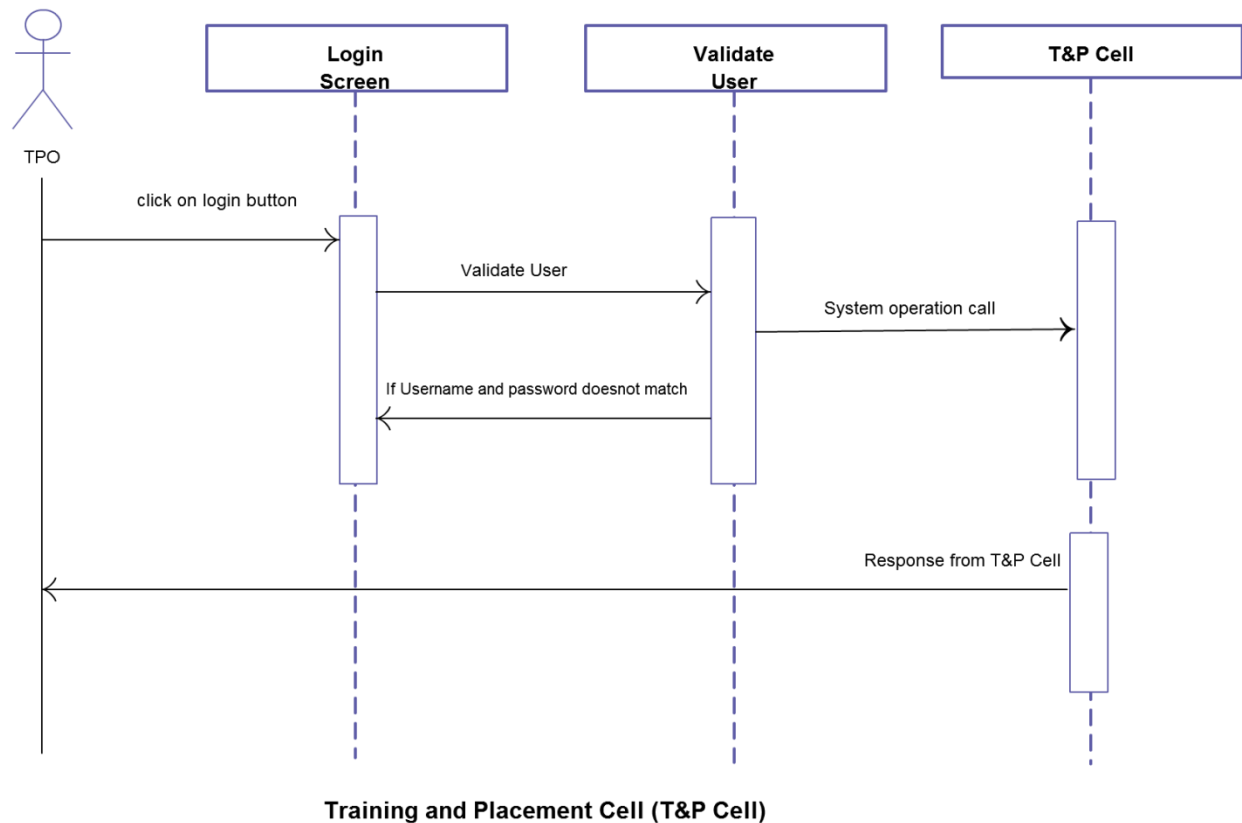 Login
Screen
Validate
User
T&P Cell
TPO
click on login button
Validate User
System operation call
If Username and password doesnot match
Response from T&P Cell
Training and Placement Cell (T&P Cell)